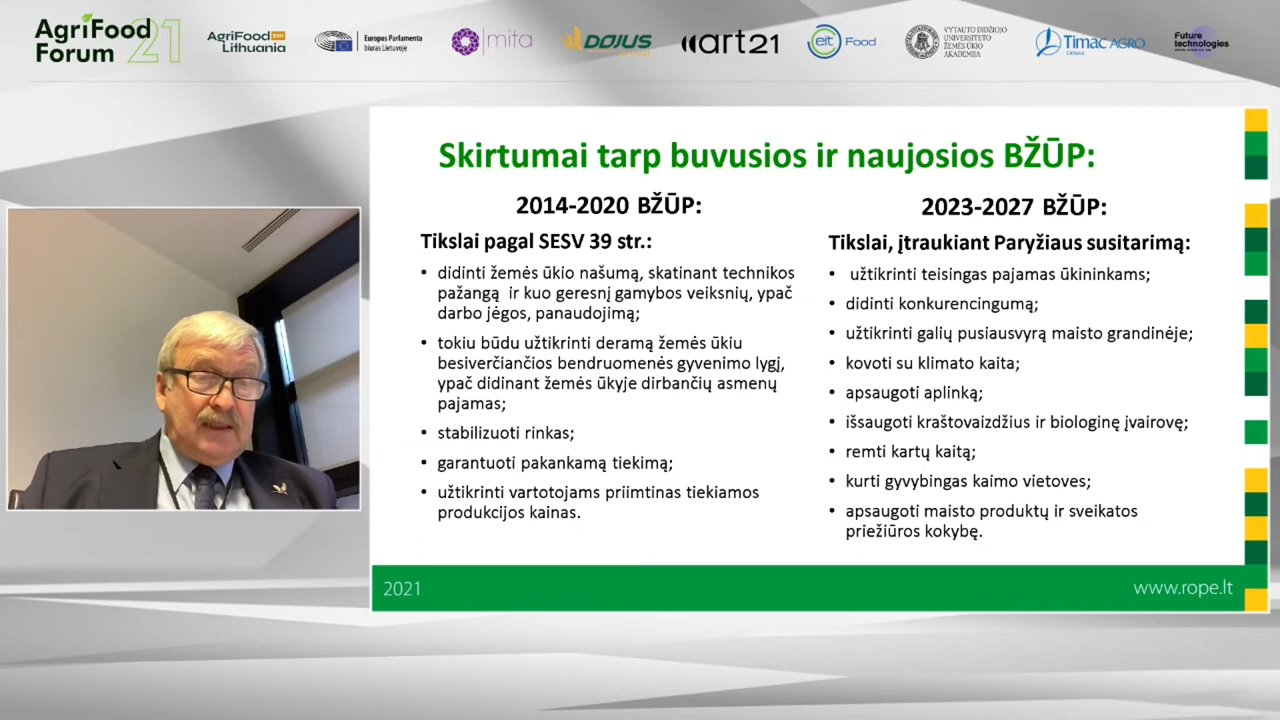 AgriFood
Forum 21
AgriFood
Lithuania
Europos Parlamento
biuras Lietuvoje
mita
DOJUS
art21
eit Food
VYTAUTO DIDŽIOJO
UNIVERSITETO
ŽEMĖS ŪKIO
AKADEMIJA
TIMAC AGRO
Lietuva
Future
technologies
Skirtumai tarp buvusios ir naujosios BŽŪP:
2014-2020 BŽŪP:
Tikslai pagal SESV 39 str.:
• didinti žemės ūkio našumą, skatinant technikos
pažangą ir kuo geresnį gamybos veiksnių, ypač
darbo jėgos, panaudojimą;
• tokiu būdu užtikrinti deramą žemės ūkiu
besiverčiančios bendruomenės gyvenimo lygį,
ypač didinant žemės ūkyje dirbančių asmenų
pajamas;
• stabilizuoti rinkas;
• garantuoti pakankamą tiekimą;
• užtikrinti vartotojams priimtinas tiekiamos
produkcijos kainas.
2023-2027 BŽŪP:
Tikslai, įtraukiant Paryžiaus susitarimą:
• užtikrinti teisingas pajamas ūkininkams;
• didinti konkurencingumą;
• užtikrinti galių pusiausvyrą maisto grandinėje;
• kovoti su klimato kaita;
• apsaugoti aplinką;
• išsaugoti kraštovaizdžius ir biologinę įvairovę;
• remti kartų kaitą;
• kurti gyvybingas kaimo vietoves;
• apsaugoti maisto produktų ir sveikatos
priežiūros kokybę.
2021
www.rope.lt